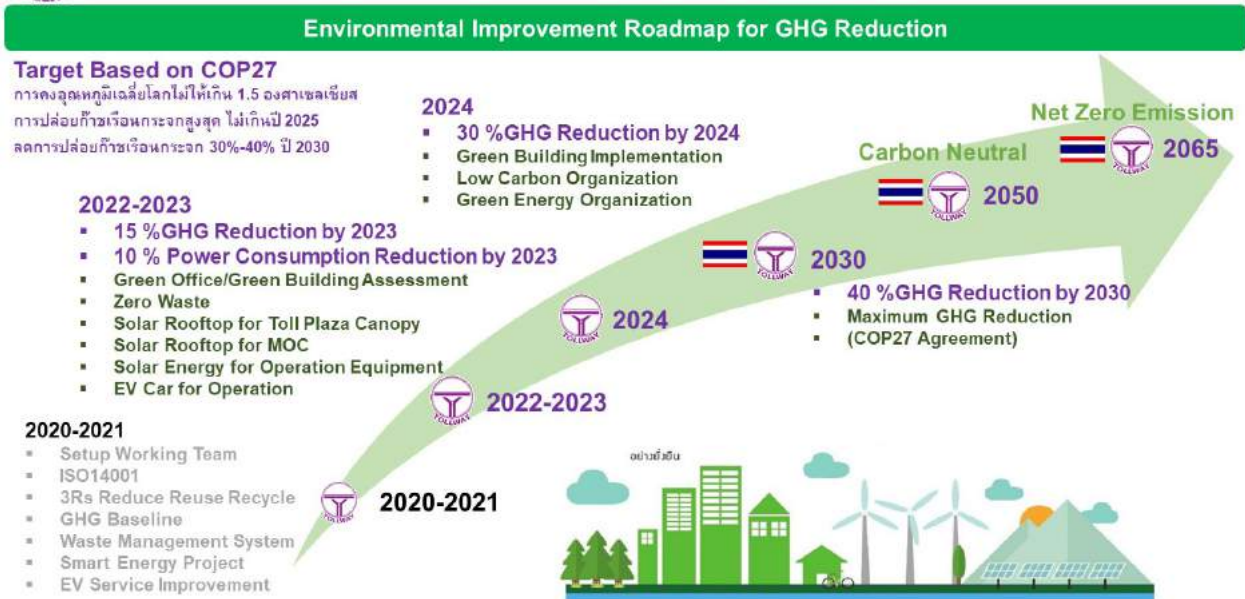 Environmental Improvement Roadmap for GHG Reduction
Target Based on COP27
การคงอุณหภูมิเฉลี่ยโลกไม่ให้เกิน 1.5 องศาเซลเซียส
การปล่อยก๊าซเรือนกระจกสูงสุด ไม่เกินปี 2025
ลดการปล่อยก๊าซเรือนกระจก 30%-40% ปี 2030
2024
▪ 30 %GHG Reduction by 2024
▪ Green Building Implementation
▪ Low Carbon Organization
▪ Green Energy Organization
Net Zero Emission
TOLLWAY
2065
Carbon Neutral
TOLLWAY
2050
2022-2023
▪ 15 %GHG Reduction by 2023
▪ 10 % Power Consumption Reduction by 2023
▪ Green Office/Green Building Assessment
▪ Zero Waste
▪ Solar Rooftop for Toll Plaza Canopy
▪ Solar Rooftop for MOC
▪ Solar Energy for Operation Equipment
▪ EV Car for Operation
TOLLWAY
2030
▪ 40 %GHG Reduction by 2030
▪ Maximum GHG Reduction
▪ (COP27 Agreement)
TOLLWAY
2024
TOLLWAY
2022-2023
2020-2021
▪ Setup Working Team
▪ ISO14001
▪ 3Rs Reduce Reuse Recycle
▪ GHG Baseline
▪ Waste Management System
▪ Smart Energy Project
▪ EV Service Improvement
TOLLWAY
2020-2021
อย่างยั่งยืน